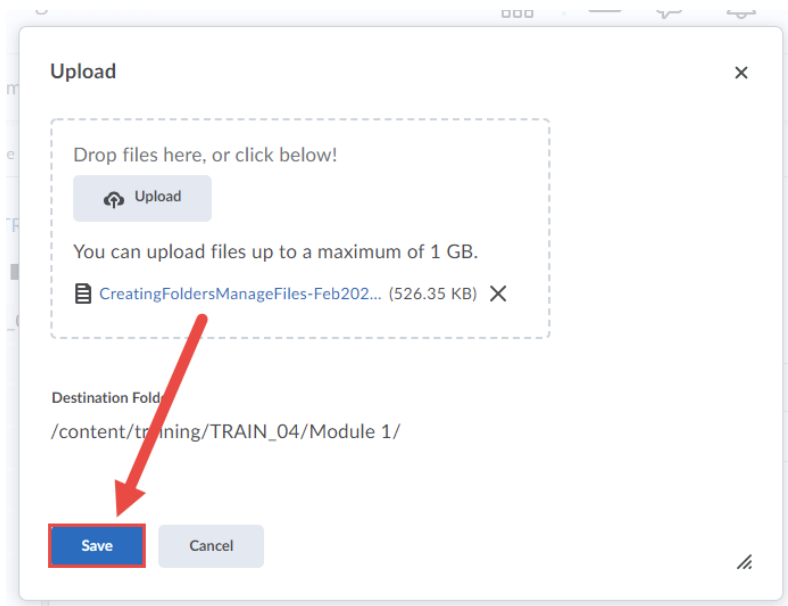 Upload
Drop files here, or click below!
Upload
You can upload files up to a maximum of 1 GB.
CreatingFoldersManageFiles-Feb202... (526.35 KB)
Destination
/content/training/TRAIN_04/Module 1/
Save Cancel